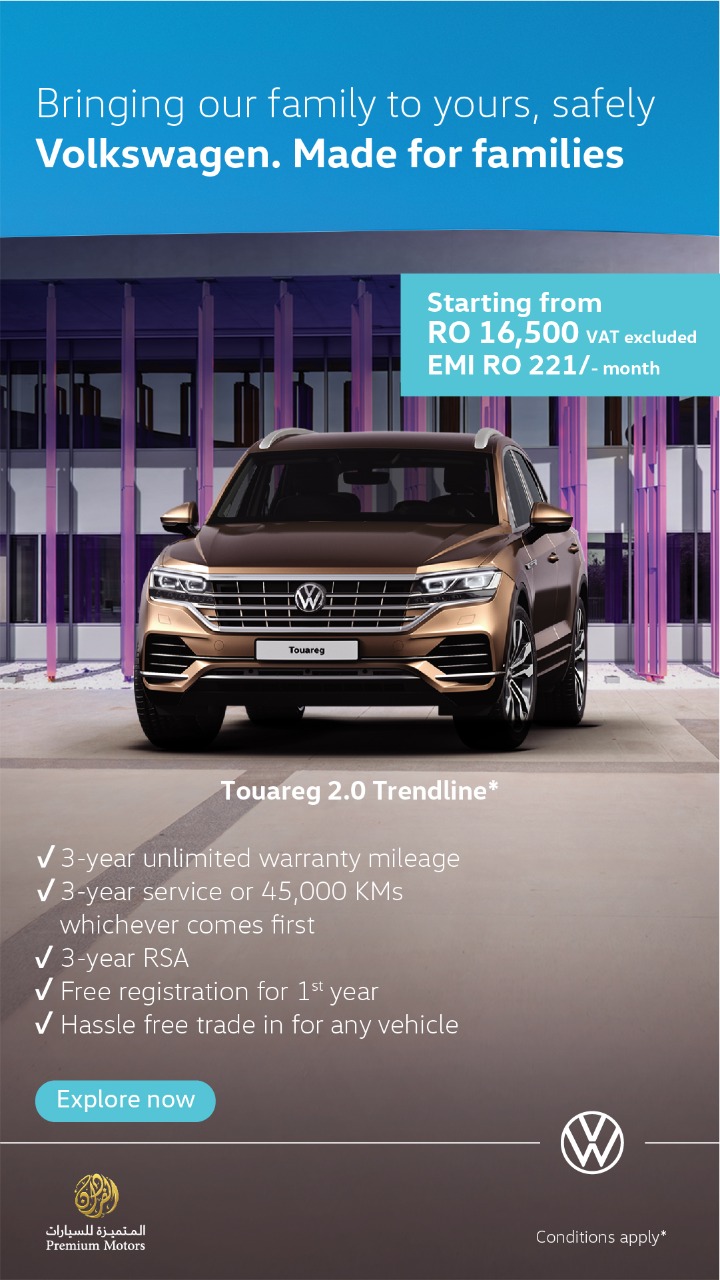 Bringing our family to yours, safely
Volkswagen. Made for families
Starting from
RO 16,500 VAT excluded
EMI RO 221/- month
Touareg
Touareg 2.0 Trendline*
✓ 3-year unlimited warranty mileage
✓ 3-year service or 45,000 KMs
whichever comes first
✓ 3-year RSA
✓ Free registration for 1st year
✓ Hassle free trade in for any vehicle
Explore now
المتميزة للسيارات
Premium Motors
Conditions apply*